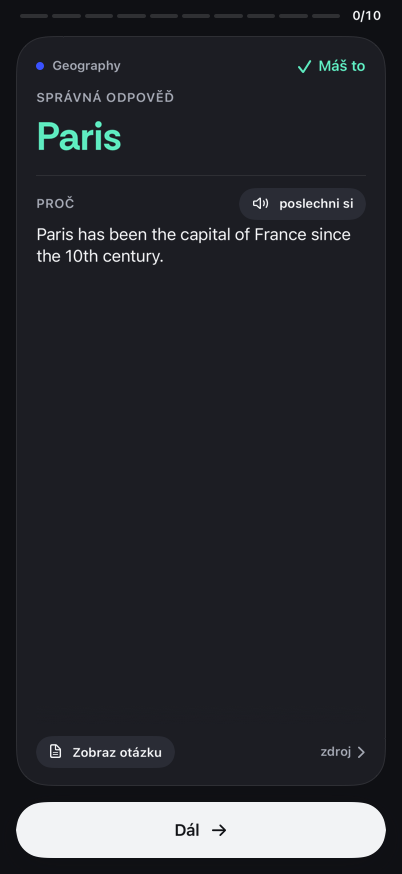 0/10
Geography
Máš to
SPRÁVNÁ ODPOVĚĎ
Paris
PROČ
poslechni si
Paris has been the capital of France since
the 10th century.
Zobraz otázku
zdroj
Dál